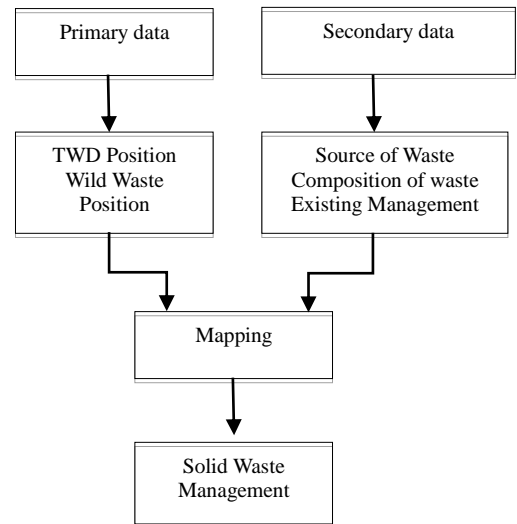 Primary data
Secondary data
TWD Position
Wild Waste
Position
Source of Waste
Composition of waste
Existing Management
Mapping
Solid Waste
Management